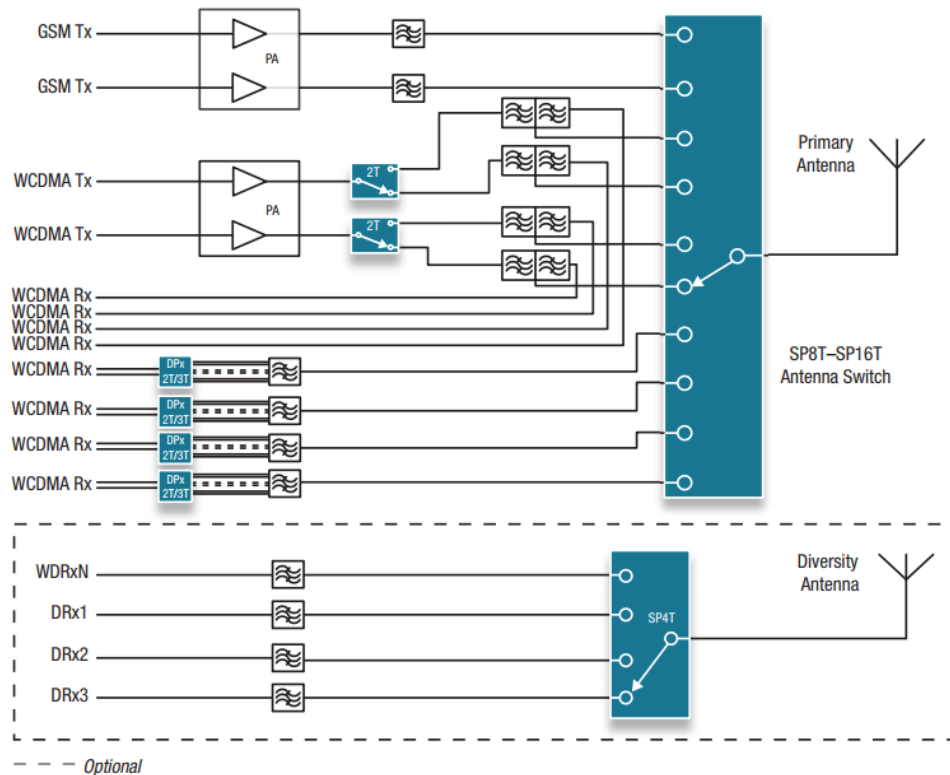 GSM Tx
PA
GSM Tx
2T
WCDMA Tx
PA
2T
WCDMA Tx
WCDMA Rx
WCDMA Rx
WCDMA Rx
WCDMA Rx
WCDMA Rx
DPx
2T/3T
WCDMA Rx
DPx
2T/3T
WCDMA Rx
DPx
2T/3T
WCDMA Rx
DPx
2T/3T
Primary
Antenna
SP8T–SP16T
Antenna Switch
WDRxN
DRx1
DRx2
DRx3
SP4T
Diversity
Antenna
Optional